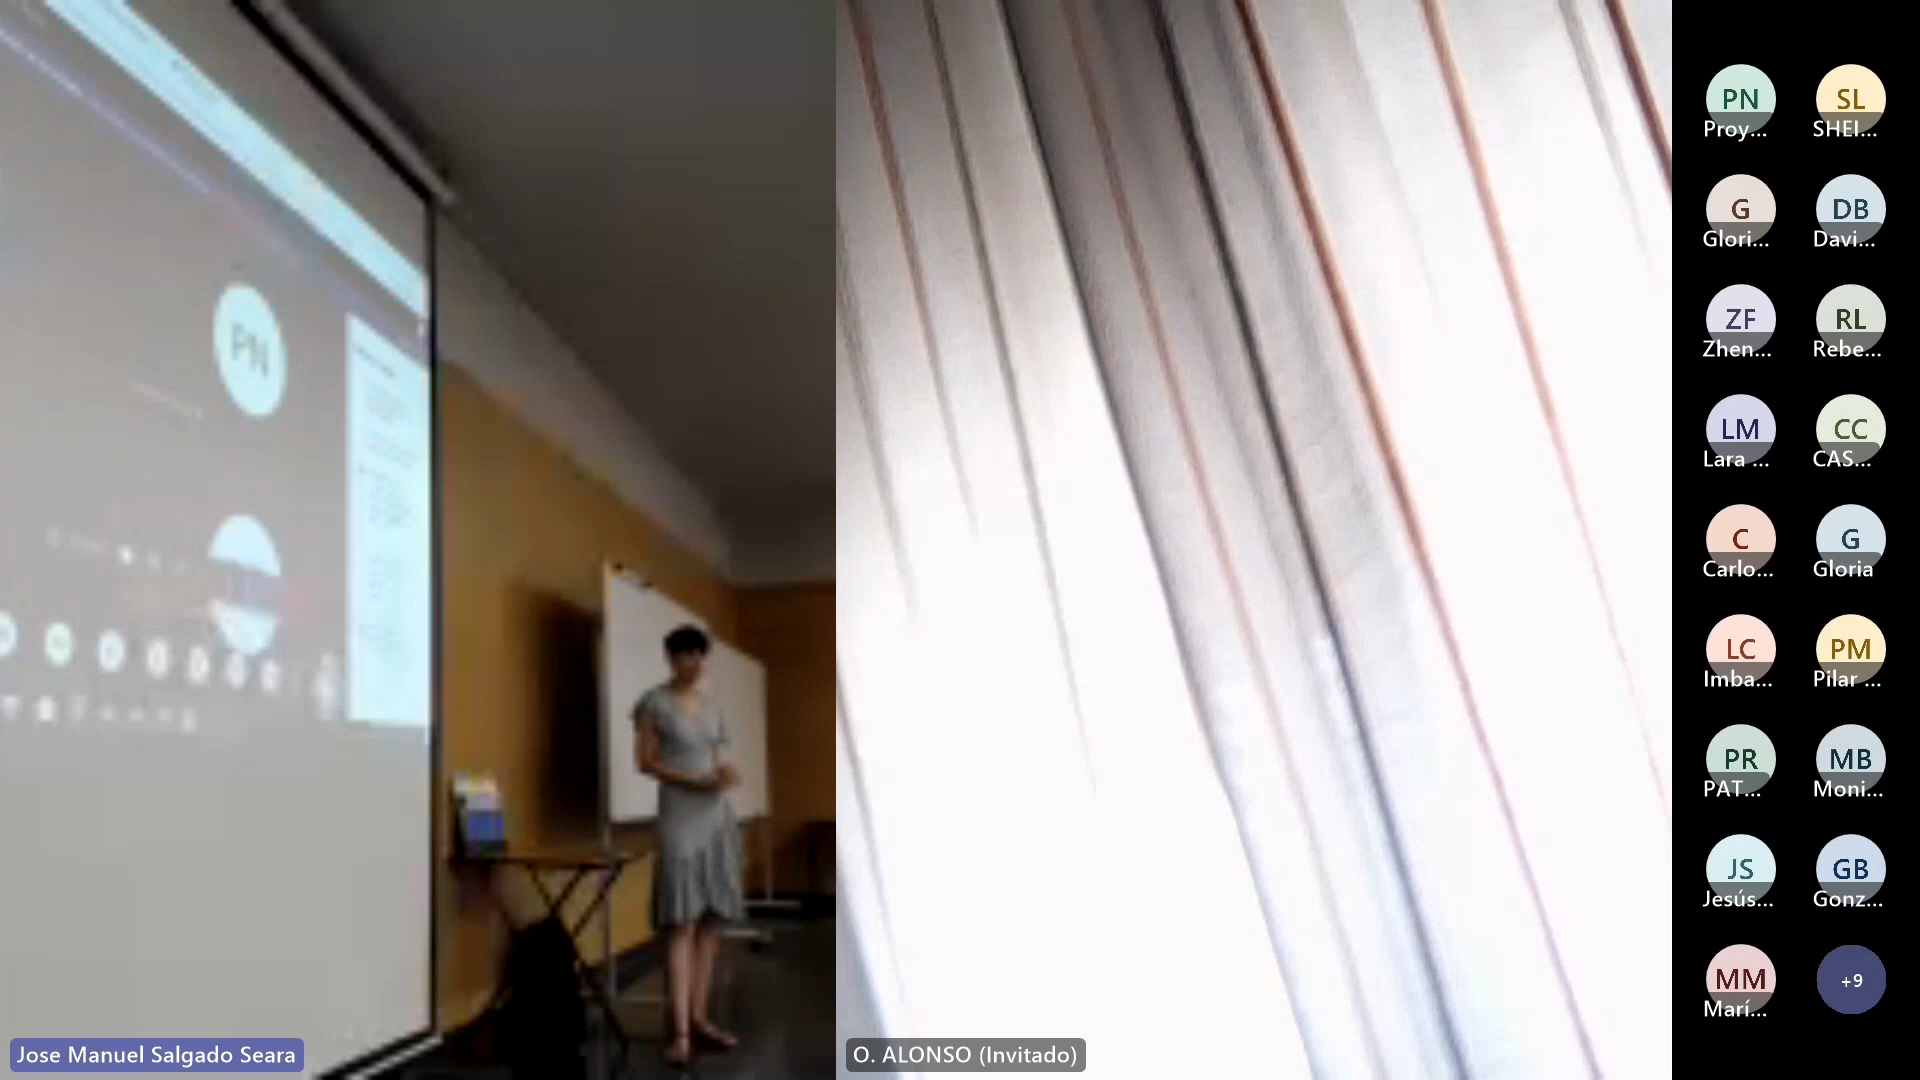 PN
Jose Manuel Salgado Seara
O. ALONSO (Invitado)
PN
Proy...
SL
SHEI...
G
Glori...
DB
Davi...
ZF
Zhen...
RL
Rebe...
LM
Lara ...
CC
CAS...
C
Carlo...
G
Gloria
LC
Imba...
PM
Pilar ...
PR
PAT...
MB
Moni...
JS
Jesús...
GB
Gonz...
MM
Marí...
+9